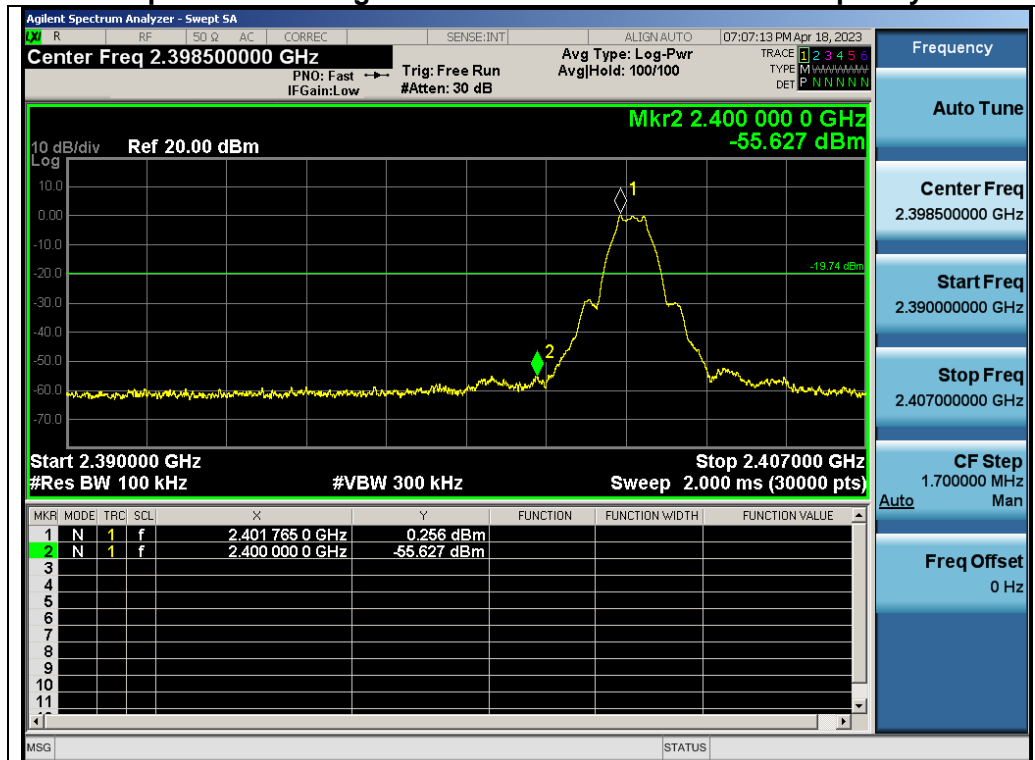 Agilent Spectrum Analyzer - Swept SA
LXI R RF 50 Ω AC CORREC SENSE:INT ALIGN AUTO 07:07:13 PM Apr 18, 2023
Center Freq 2.398500000 GHz
PNO: Fast
IFGain:Low
Trig: Free Run
#Atten: 30 dB
Avg Type: Log-Pwr
Avg|Hold: 100/100
TRACE 1 2 3 4 5 6
TYPE M
DET P N N N N N
Mkr2 2.400 000 0 GHz
-55.627 dBm
10 dB/div Ref 20.00 dBm
Log
10.0
0.00
-10.0
-20.0
-30.0
-40.0
-50.0
-60.0
-70.0
1
2
-19.74 dBm
Start 2.390000 GHz Stop 2.407000 GHz
#Res BW 100 kHz #VBW 300 kHz Sweep 2.000 ms (30000 pts)
MKR MODE TRC SCL X Y FUNCTION FUNCTION WIDTH FUNCTION VALUE
1 N 1 f 2.401 765 0 GHz 0.256 dBm
2 N 1 f 2.400 000 0 GHz -55.627 dBm
3
4
5
6
7
8
9
10
11
MSG STATUS
Frequency
Auto Tune
Center Freq
2.398500000 GHz
Start Freq
2.390000000 GHz
Stop Freq
2.407000000 GHz
CF Step
1.700000 MHz
Auto Man
Freq Offset
0 Hz